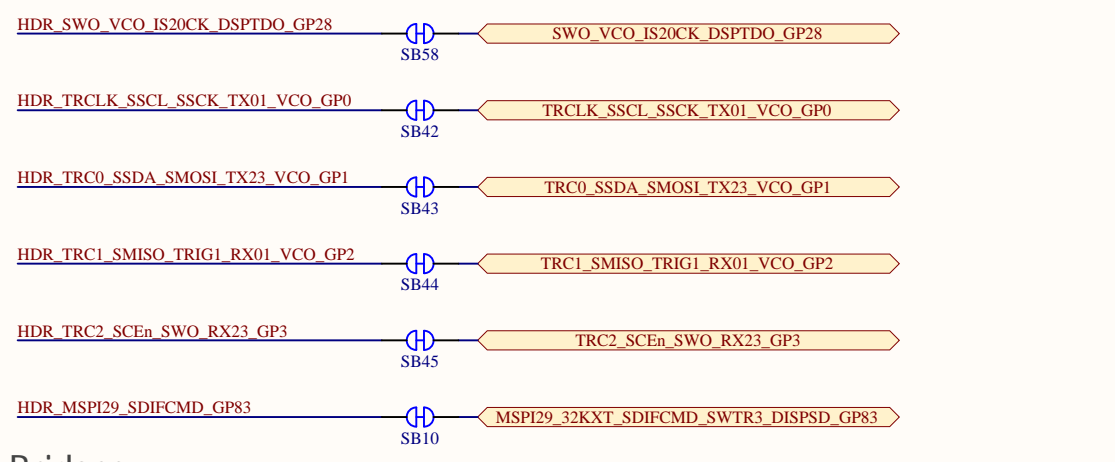 HDR_SWO_VCO_IS20CK_DSPTDO_GP28
SWO_VCO_IS20CK_DSPTDO_GP28
SB58
HDR_TRCLK_SSCL_SSCK_TX01_VCO_GP0
TRCLK_SSCL_SSCK_TX01_VCO_GP0
SB42
HDR_TRC0_SSDA_SMOSI_TX23_VCO_GP1
TRC0_SSDA_SMOSI_TX23_VCO_GP1
SB43
HDR_TRC1_SMISO_TRIG1_RX01_VCO_GP2
TRC1_SMISO_TRIG1_RX01_VCO_GP2
SB44
HDR_TRC2_SCEn_SWO_RX23_GP3
TRC2_SCEn_SWO_RX23_GP3
SB45
HDR_MSPI29_SDIFCMD_GP83
MSPI29_32KXT_SDIFCMD_SWTR3_DISPSD_GP83
SB10